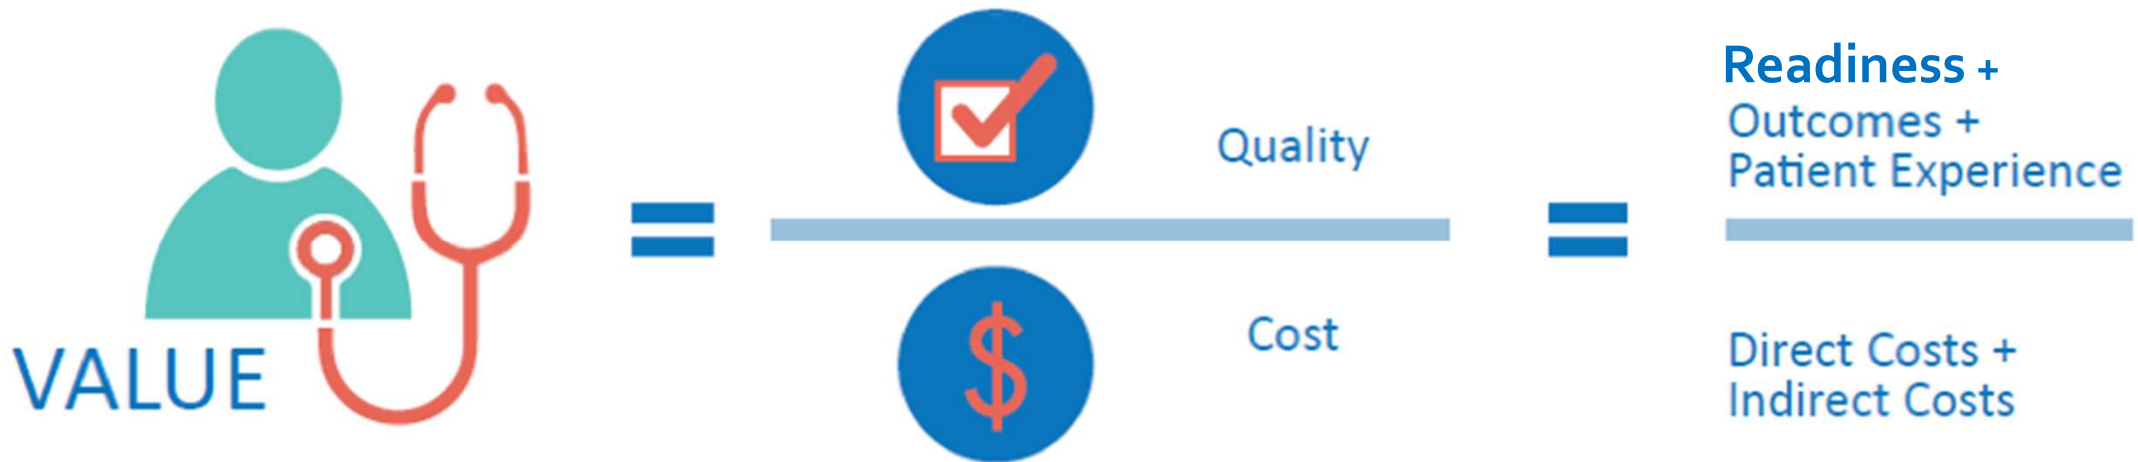 VALUE
=
Quality
$
Cost
=
Readiness +
Outcomes +
Patient Experience
Direct Costs +
Indirect Costs